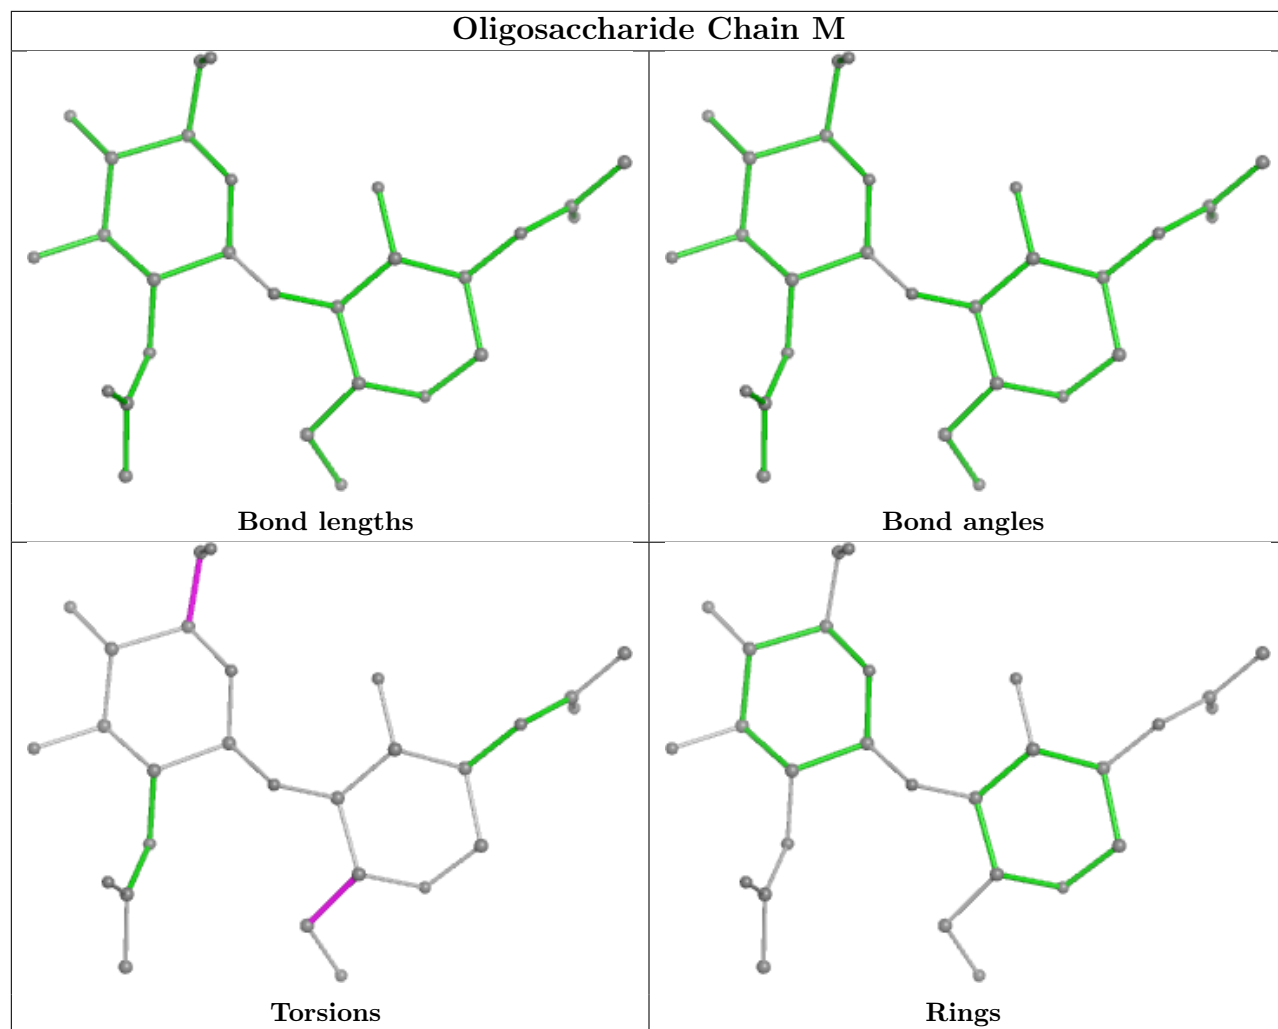 Oligosaccharide Chain M
Bond lengths
Bond angles
Torsions
Rings